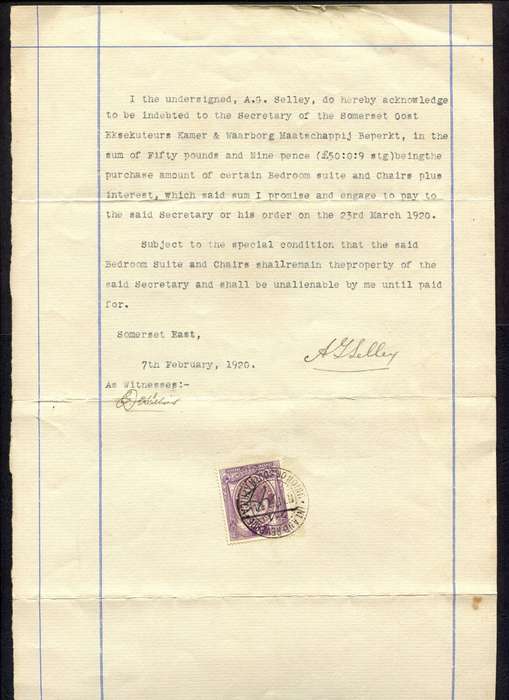 I the undersigned, A.G. Selley, do hereby acknowledge
to be indebted to the Secretary of the Somerset Oost
Eksekuteurs Kamer & Waarborg Maatschappij Beperkt, in the
sum of Fifty pounds and Nine pence (£50:0:9 stg)beingthe
purchase amount of certain Bedroom suite and Chairs plus
interest, which said sum I promise and engage to pay to
the said Secretary or his order on the 23rd March 1920.
Subject to the special condition that the said
Bedroom Suite and Chairs shallremain theproperty of the
said Secretary and shall be unalienable by me until paid
for.
Somerset East,
AGSelley
7th February, 1920.
As Witnesses:-